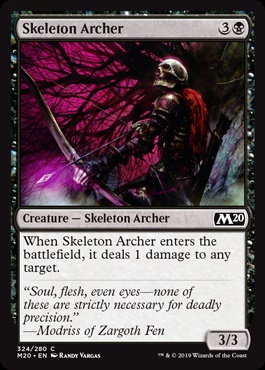 Skeleton Archer 3
Creature — Skeleton Archer M20
When Skeleton Archer enters the
battlefield, it deals 1 damage to any
target.
“Soul, flesh, even eyes—none of
these are strictly necessary for deadly
precision.”
—Modriss of Zargoth Fen
3/3
324/280 C
M20 • EN RANDY VARGAS
™ & © 2019 Wizards of the Coast